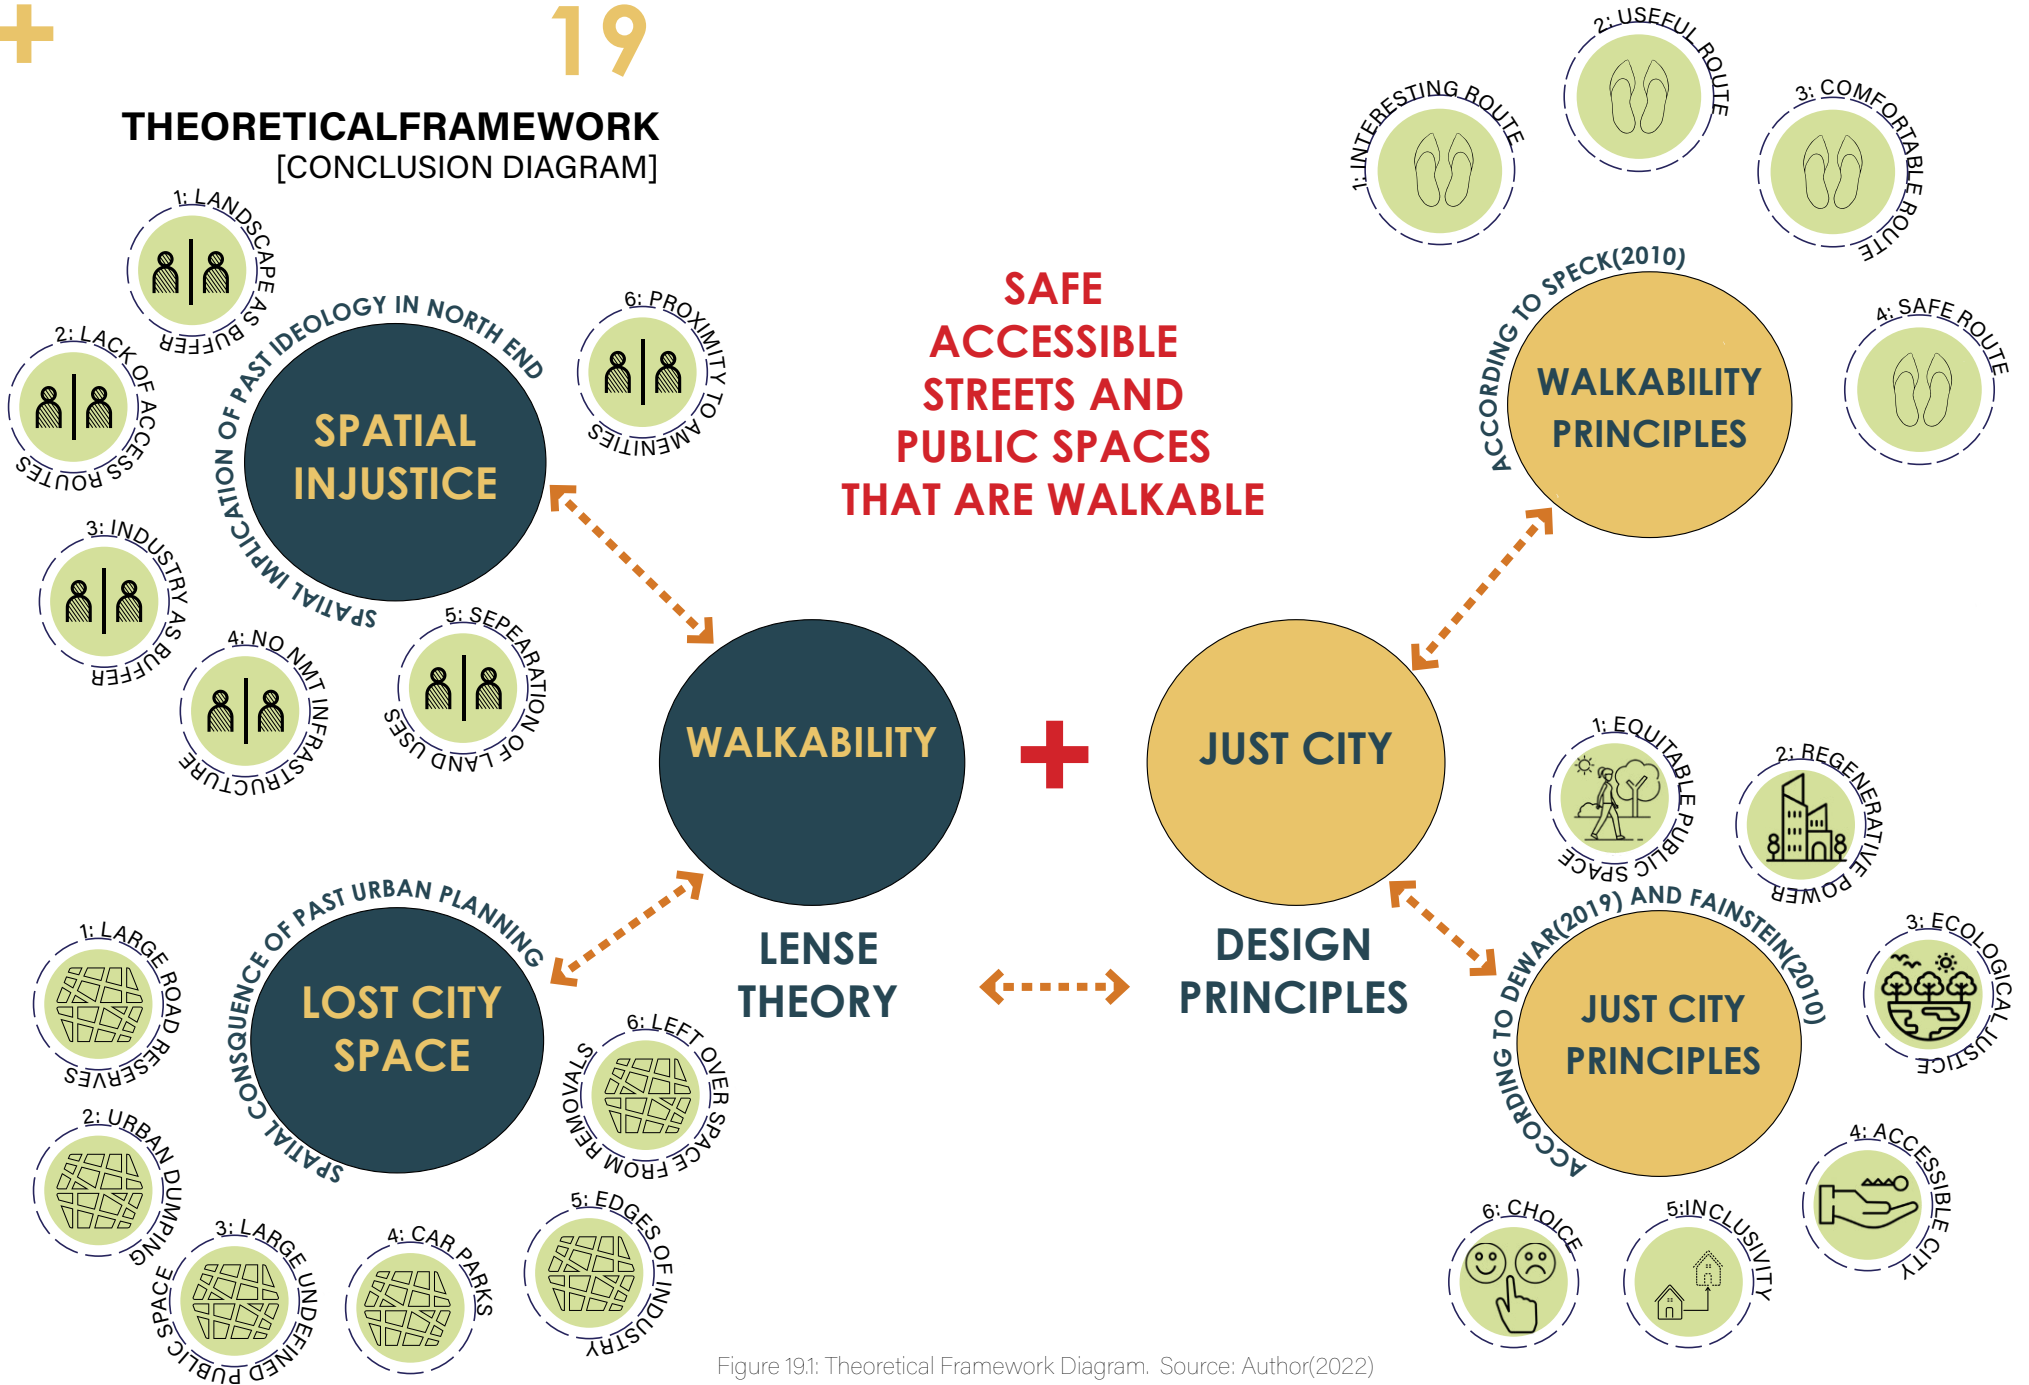 + 19
THEORETICALFRAMEWORK
[CONCLUSION DIAGRAM]
1: LANDSCAPE AS BUFFER
2: LACK OF ACCESS ROUTES
3: INDUSTRY AS BUFFER
4: NO NMT INFRASTRUCTURE
5: SEPEARATION OF LAND USES
6: PROXIMITY TO AMENITIES
SPATIAL IMPLICATION OF PAST IDEOLOGY IN NORTH END
SPATIAL
INJUSTICE
SAFE
ACCESSIBLE
STREETS AND
PUBLIC SPACES
THAT ARE WALKABLE
1: INTERESTING ROUTE
2: USEFUL ROUTE
3: COMFORTABLE ROUTE
4: SAFE ROUTE
ACCORDING TO SPECK(2010)
WALKABILITY
PRINCIPLES
WALKABILITY
+
JUST CITY
LENSE
THEORY
DESIGN
PRINCIPLES
SPATIAL CONSQUENCE OF PAST URBAN PLANNING
LOST CITY
SPACE
1: LARGE ROAD RESERVES
2: URBAN DUMPING
3: LARGE UNDEFINED PUBLIC SPACE
4: CAR PARKS
5: EDGES OF INDUSTRY
6: LEFT OVER SPACE FROM REMOVALS
1: EQUITABLE PUBLIC SPACE
2: REGENERATIVE POWER
3: ECOLOGICAL JUSTICE
4: ACCESSIBLE CITY
5:INCLUSIVITY
6: CHOICE
ACCORDING TO DEWAR(2019) AND FAINSTEIN(2010)
JUST CITY
PRINCIPLES
Figure 19.1: Theoretical Framework Diagram. Source: Author(2022)